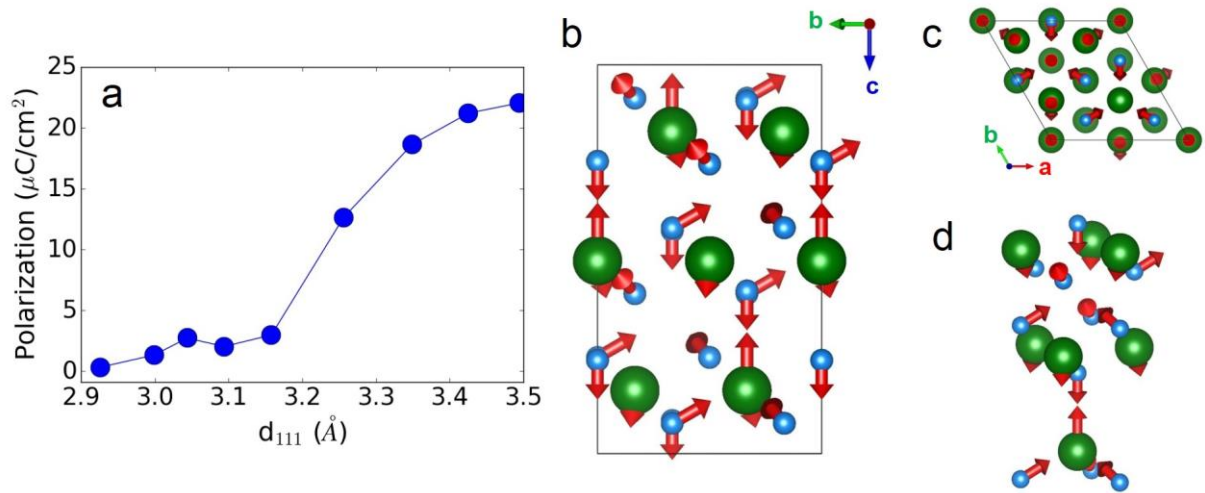 a
Polarization (μC/cm²)
25
20
15
10
5
0
2.9 3.0 3.1 3.2 3.3 3.4 3.5
d₁₁₁ (Å)
b
b
c
c
b
a
d